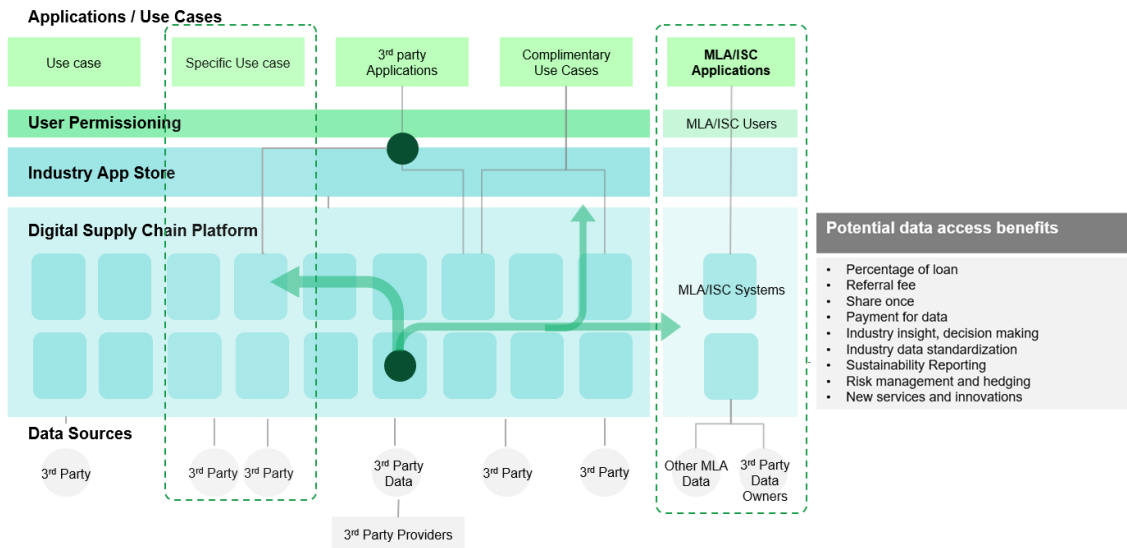 Applications / Use Cases
Use case
Specific Use case
3rd party
Applications
Complimentary
Use Cases
MLA/ISC
Applications
User Permissioning
MLA/ISC Users
Industry App Store
Digital Supply Chain Platform
MLA/ISC Systems
Potential data access benefits
• Percentage of loan
• Referral fee
• Share once
• Payment for data
• Industry insight, decision making
• Industry data standardization
• Sustainability Reporting
• Risk management and hedging
• New services and innovations
Data Sources
3rd Party
3rd Party
3rd Party
3rd Party
Data
3rd Party
3rd Party
Other MLA
Data
3rd Party
Data
Owners
3rd Party Providers